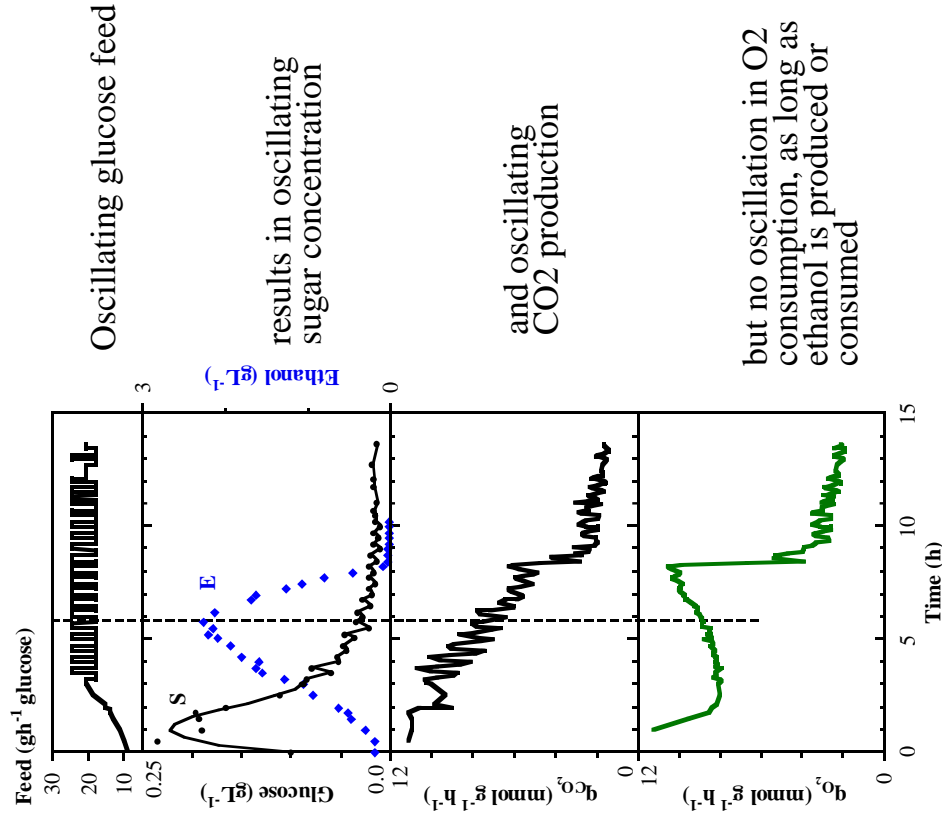 Feed (gh⁻¹ glucose)
30
20
10
Oscillating glucose feed
0.25
0.0
Glucose (gL⁻¹)
S
E
3
0
Ethanol (gL⁻¹)
results in oscillating
sugar concentration
12
0
qCO₂ (mmol g⁻¹ h⁻¹)
and oscillating
CO2 production
12
0
qO₂ (mmol g⁻¹ h⁻¹)
but no oscillation in O2
consumption, as long as
ethanol is produced or
consumed
0
5
10
15
Time (h)